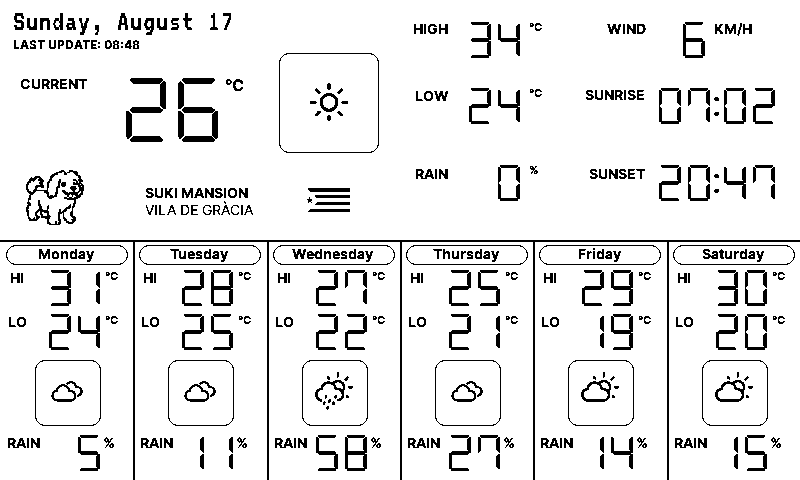 Sunday, August 17
LAST UPDATE: 08:48
CURRENT 26 °C
HIGH 34 °C
WIND 6 KM/H
LOW 24 °C
SUNRISE 07:02
RAIN 0 %
SUNSET 20:47
SUKI MANSION
VILA DE GRÀCIA
Monday
HI 31 °C
LO 24 °C
RAIN 5 %
Tuesday
HI 28 °C
LO 25 °C
RAIN 11 %
Wednesday
HI 27 °C
LO 22 °C
RAIN 58 %
Thursday
HI 25 °C
LO 21 °C
RAIN 27 %
Friday
HI 29 °C
LO 19 °C
RAIN 14 %
Saturday
HI 30 °C
LO 20 °C
RAIN 15 %